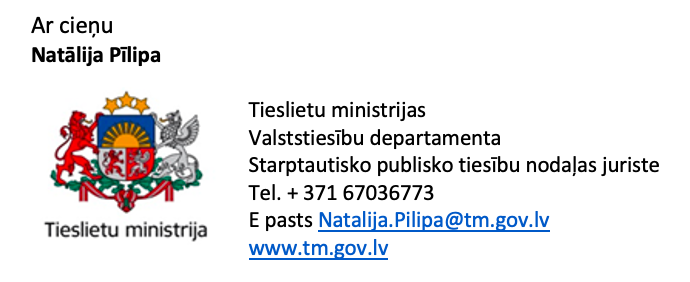 Ar cieņu
Natālija Pīlipa
Tieslietu ministrijas
Valststiesību departamenta
Starptautisko publisko tiesību nodaļas juriste
Tel. + 371 67036773
E pasts Natalija.Pilipa@tm.gov.lv
www.tm.gov.lv
Tieslietu ministrija